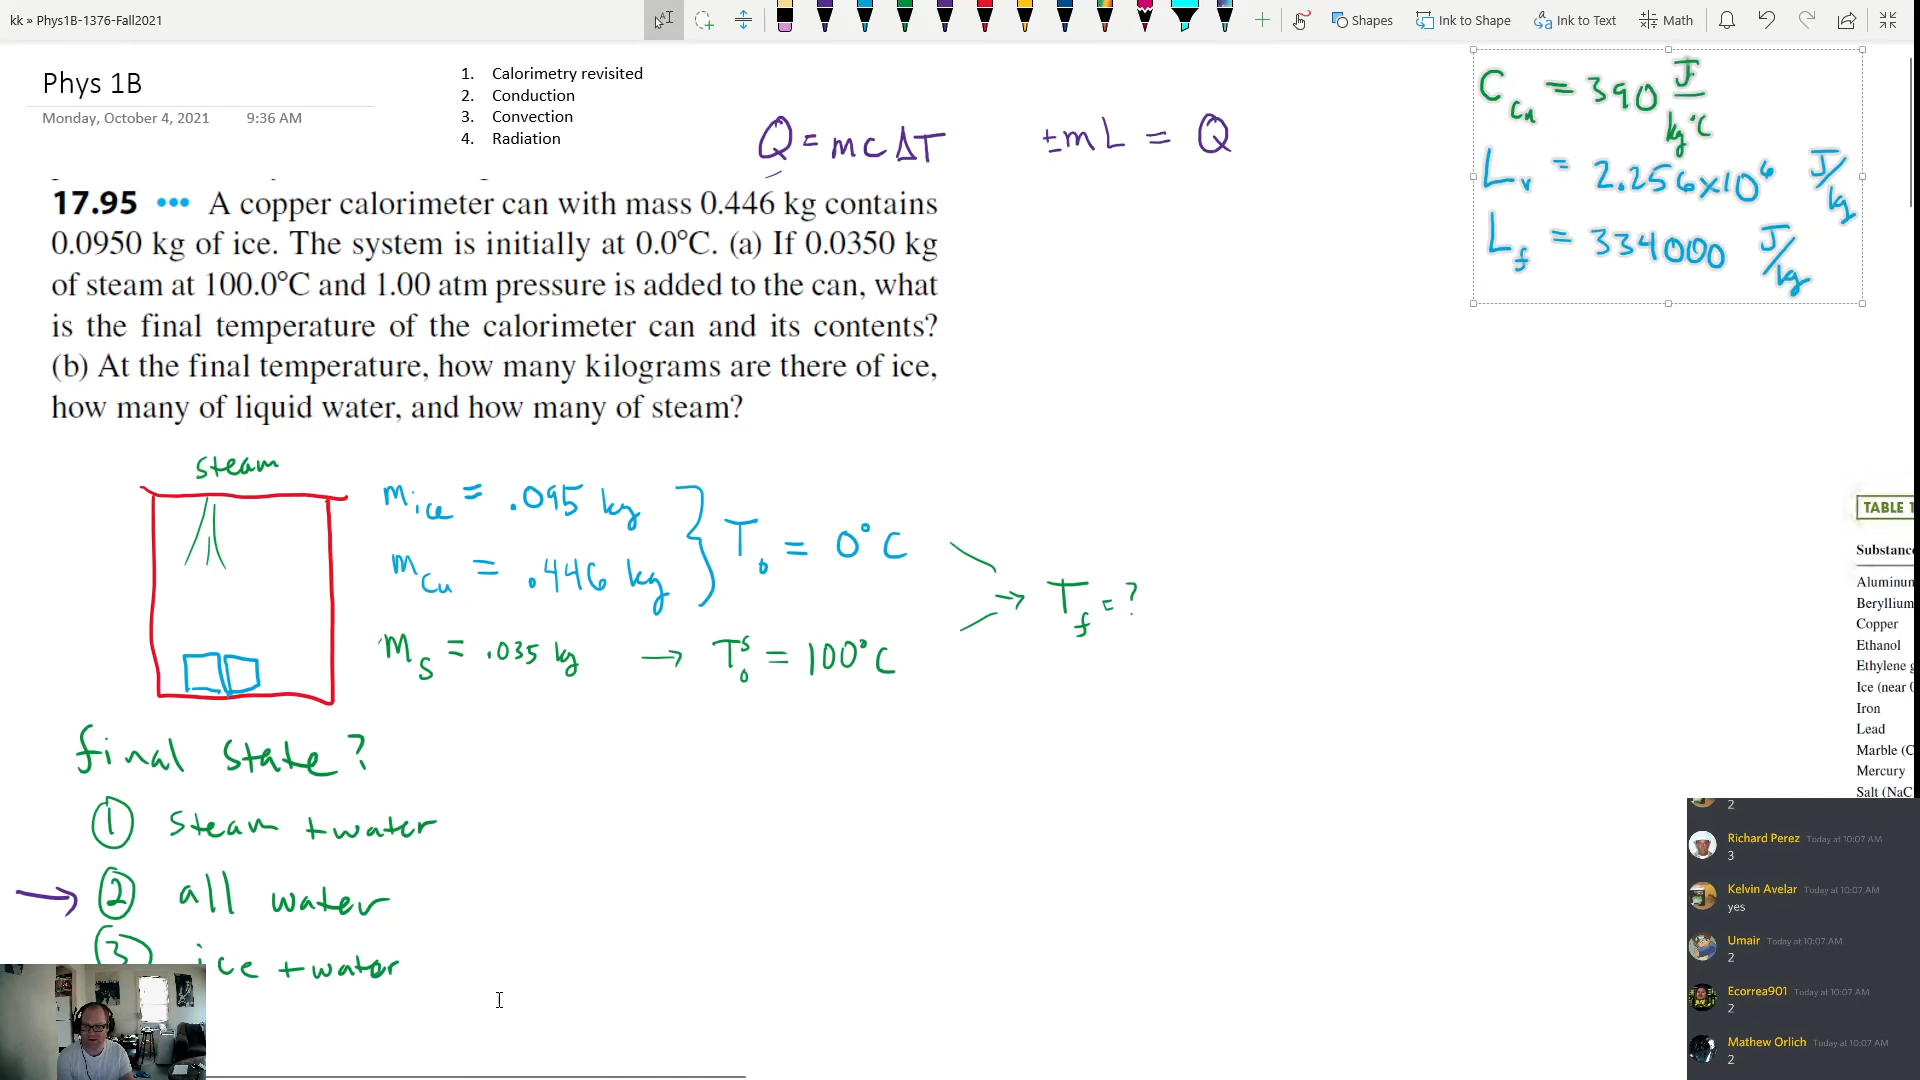 kk » Phys1B-1376-Fall2021
Shapes
Ink to Shape
Ink to Text
Math
Phys 1B
Monday, October 4, 2021 9:36 AM
1. Calorimetry revisited
2. Conduction
3. Convection
4. Radiation
Q = mcΔT
±mL = Q
C_Cu = 390 J/kg°C
L_v = 2.256x10^6 J/kg
L_f = 334000 J/kg
17.95 ••• A copper calorimeter can with mass 0.446 kg contains
0.0950 kg of ice. The system is initially at 0.0°C. (a) If 0.0350 kg
of steam at 100.0°C and 1.00 atm pressure is added to the can, what
is the final temperature of the calorimeter can and its contents?
(b) At the final temperature, how many kilograms are there of ice,
how many of liquid water, and how many of steam?
steam
m_ice = .095 kg
m_Cu = .446 kg
} T_0 = 0°C
m_s = .035 kg → T_0^s = 100°C
→ T_f = ?
final state?
① steam + water
→ ② all water
③ ice + water
TABLE 1
Substance
Aluminum
Beryllium
Copper
Ethanol
Ethylene g
Ice (near 0
Iron
Lead
Marble (C
Mercury
Salt (NaC
2
Richard Perez Today at 10:07 AM
3
Kelvin Avelar Today at 10:07 AM
yes
Umair Today at 10:07 AM
2
Ecorrea901 Today at 10:07 AM
2
Mathew Orlich Today at 10:07 AM
2